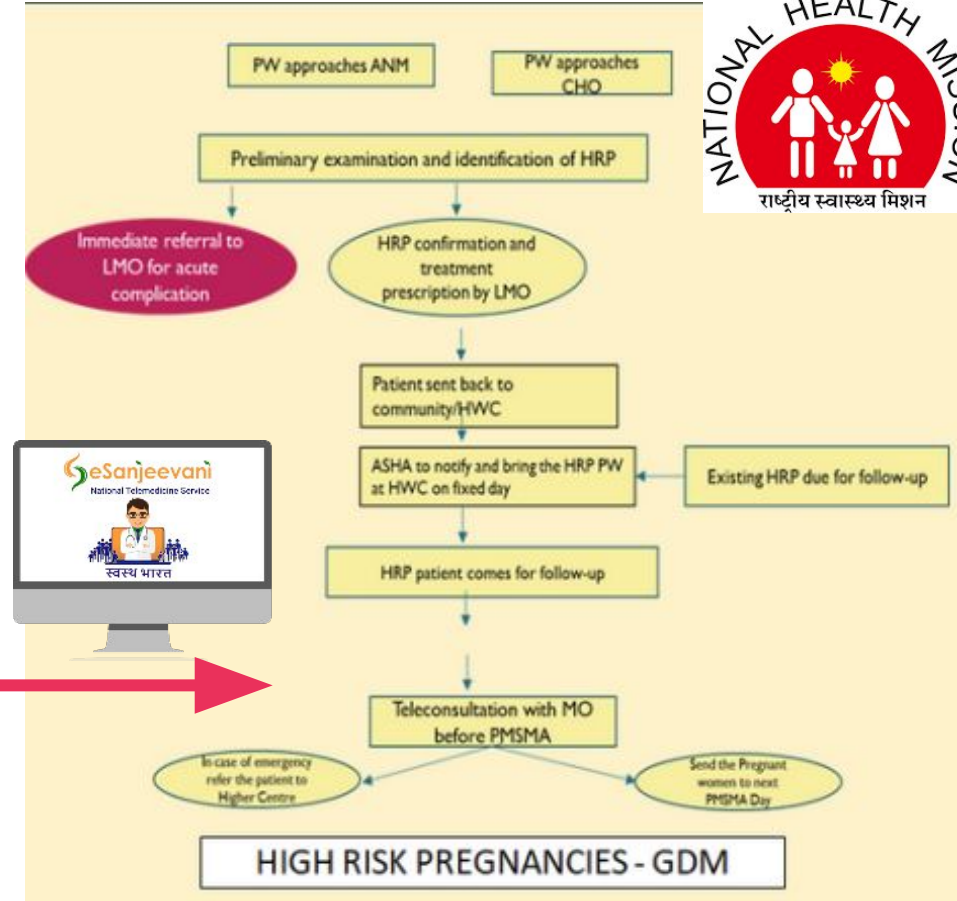 NATIONAL HEALTH MISSION
राष्ट्रीय स्वास्थ्य मिशन
PW approaches ANM
PW approaches
CHO
Preliminary examination and identification of HRP
Immediate referral to
LMO for acute
complication
HRP confirmation and
treatment
prescription by LMO
Patient sent back to
community/HWC
ASHA to notify and bring the HRP PW
at HWC on fixed day
Existing HRP due for follow-up
eSanjeevani
National Telemedicine Service
स्वस्थ भारत
HRP patient comes for follow-up
Teleconsultation with MO
before PMSMA
In case of emergency
refer the patient to
Higher Centre
Send the Pregnant
women to next
PMSMA Day
HIGH RISK PREGNANCIES - GDM